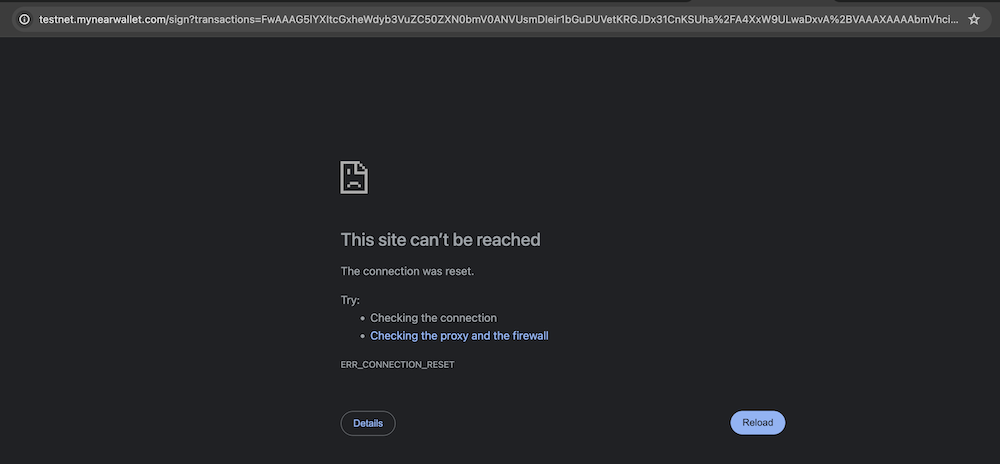 testnet.mynearwallet.com/sign?transactions=FwAAAG5lYXItcGxheWdyb3VuZC50ZXN0bmV0ANVUsmDIeir1bGuDUVetKRGJDx31CnKSUha%2FA4XxW9ULwaDxvA%2BVAAAXAAAAbmVhci...
This site can’t be reached
The connection was reset.
Try:
• Checking the connection
• Checking the proxy and the firewall
ERR_CONNECTION_RESET
Details
Reload